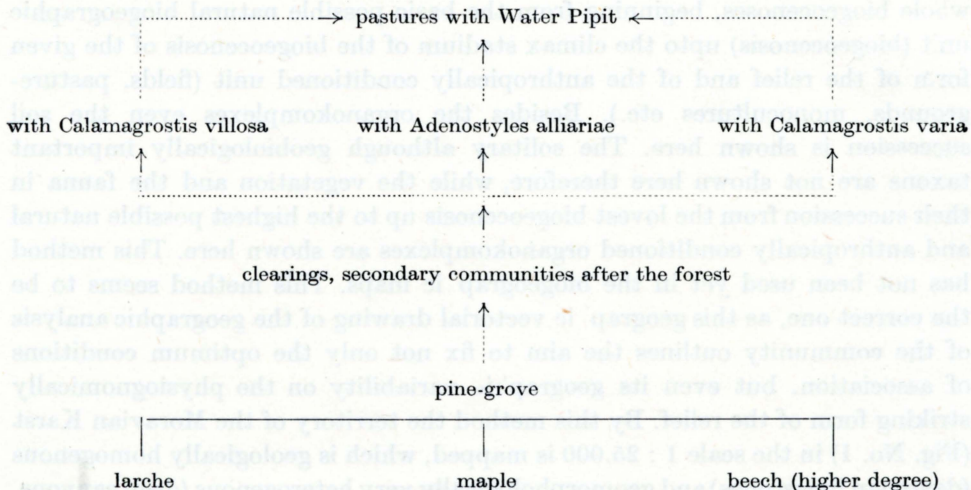 pastures with Water Pipit
with Calamagrostis villosa with Adenostyles alliariae with Calamagrostis varia
clearings, secondary communities after the forest
pine-grove
larche maple beech (higher degree)